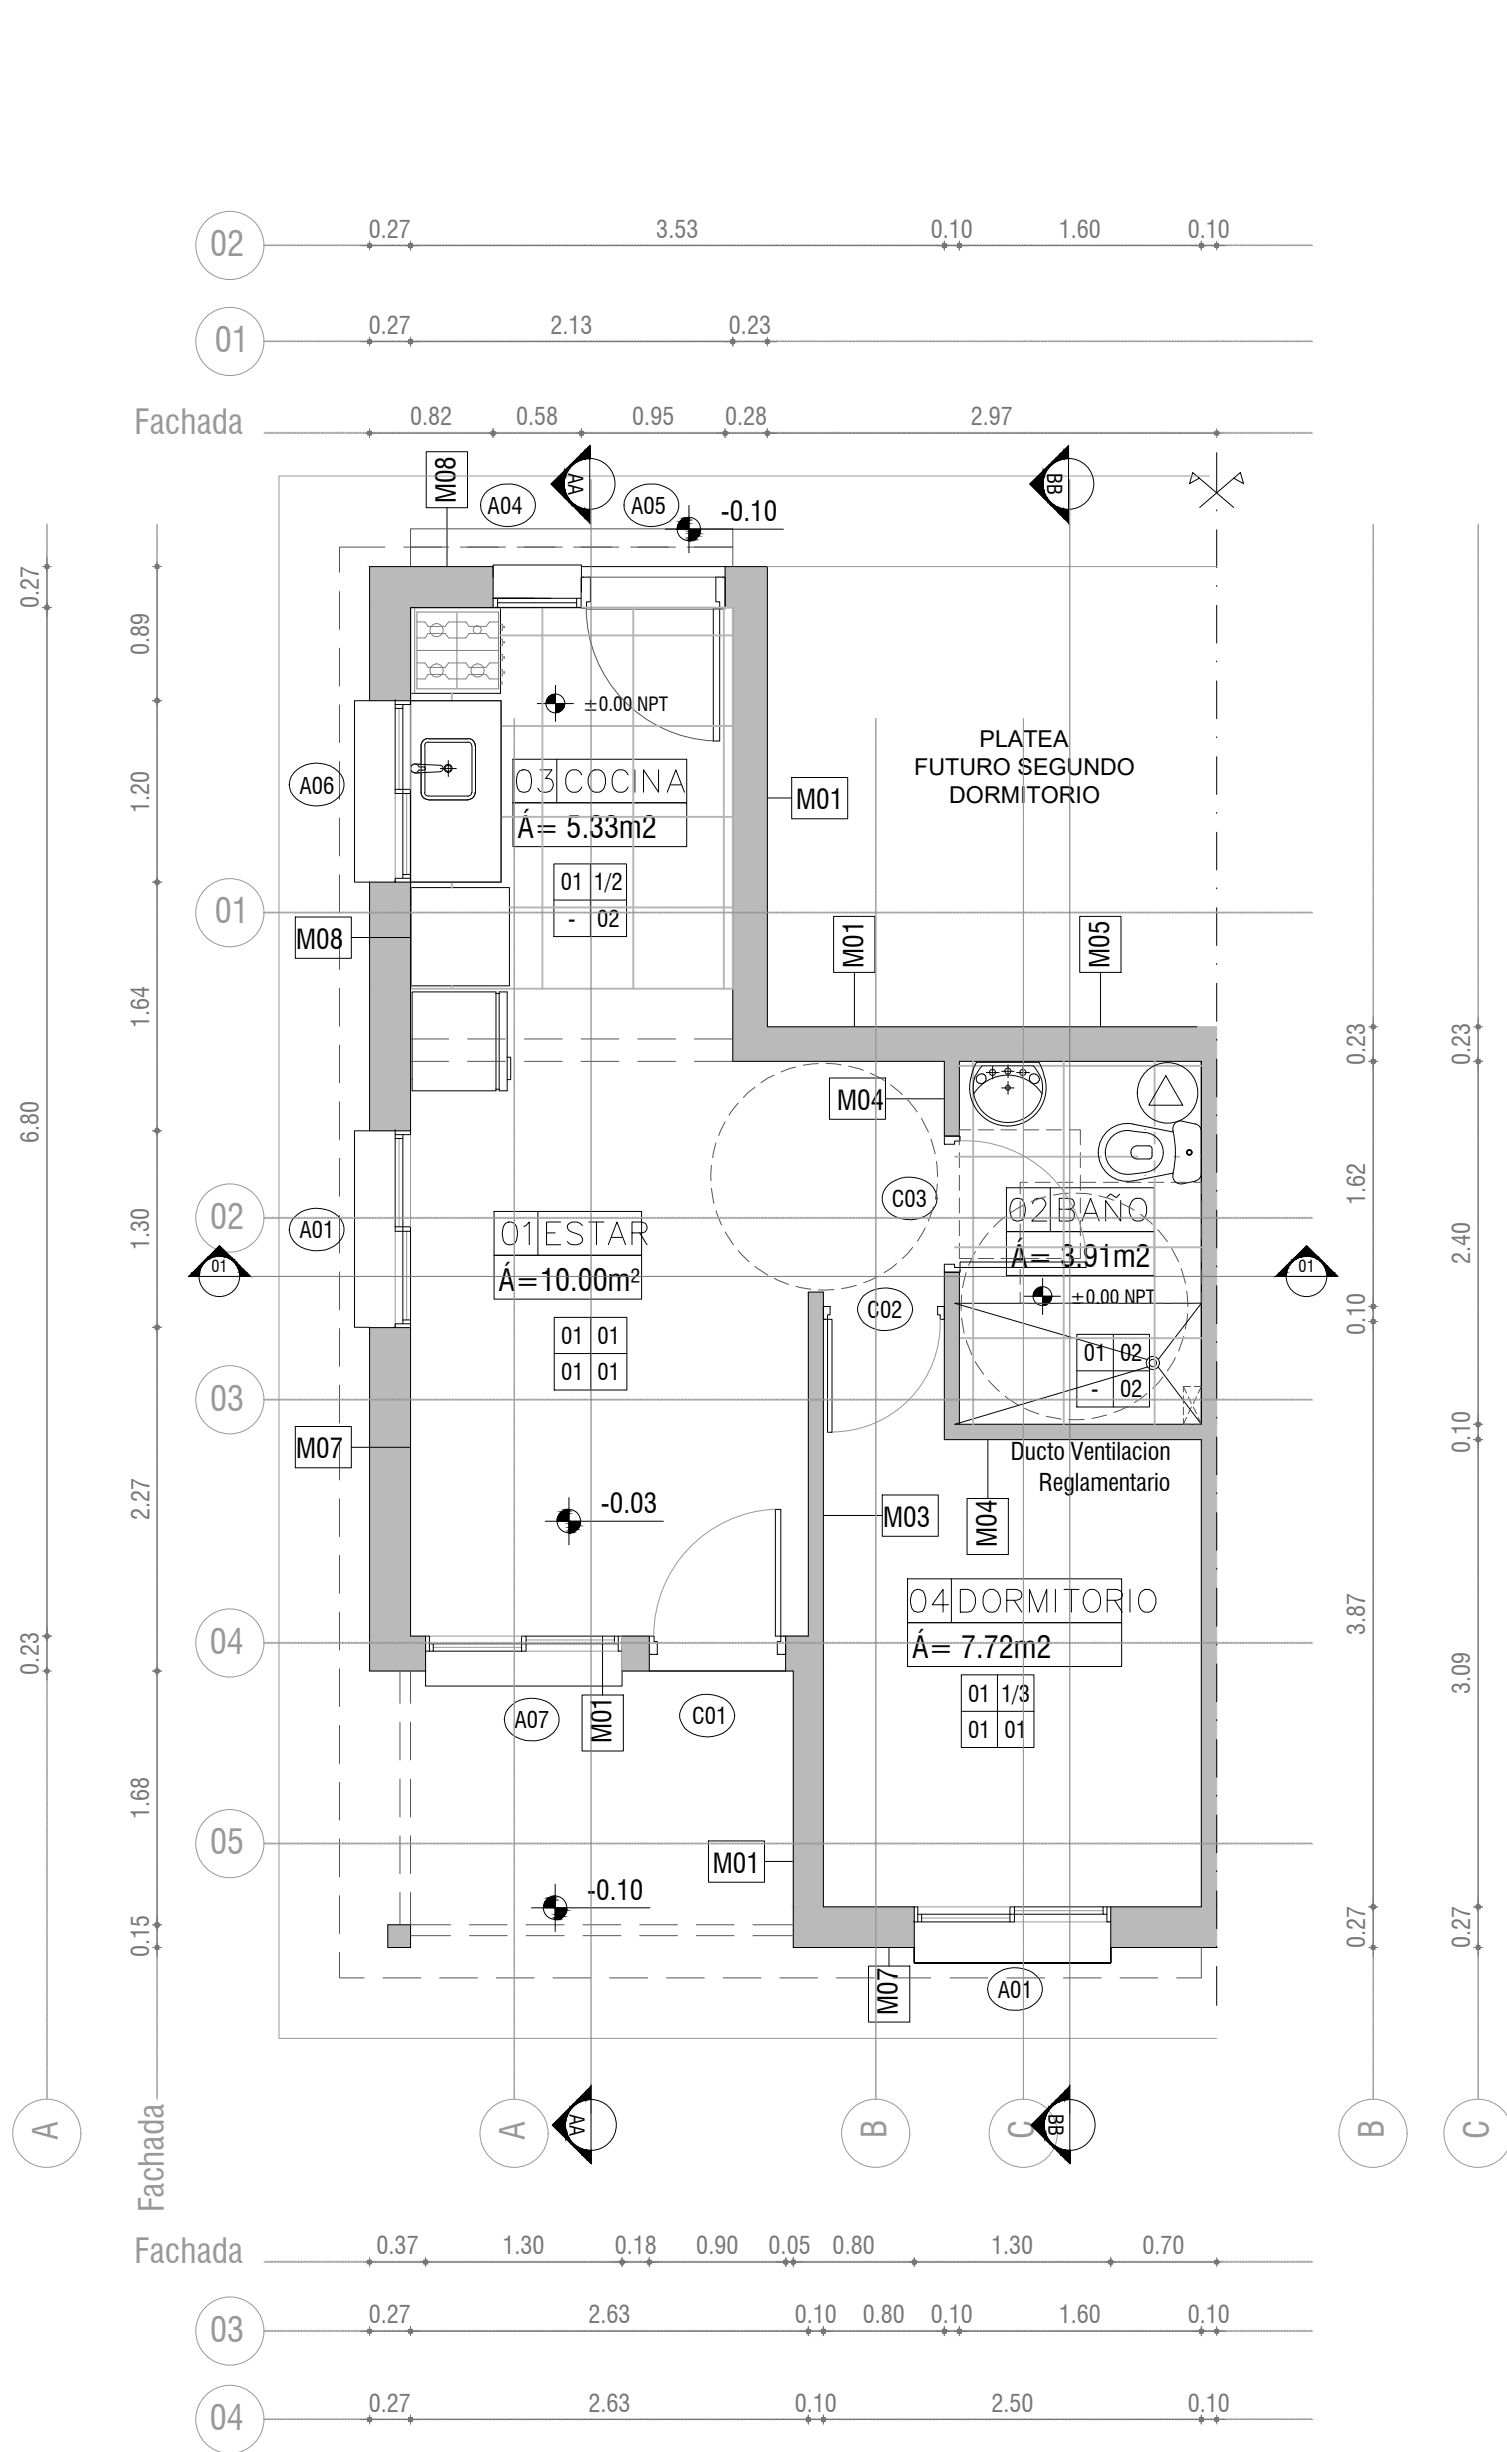 02 0.27 3.53 0.10 1.60 0.10
01 0.27 2.13 0.23
Fachada 0.82 0.58 0.95 0.28 2.97
M08 A04 AA A05 -0.10 BB
0.27
0.89
±0.00 NPT
PLATEA
FUTURO SEGUNDO
DORMITORIO
A06 1.20
03 COCINA
Á= 5.33m2
M01
01 1/2
- 02
01
M08
M01 M05
1.64
0.23 0.23
6.80
M04
C03
1.62
02
A01
1.30
01 ESTAR
Á=10.00m²
02 BAÑO
Á= 3.91m2
2.40
01 01
±0.00 NPT
C02
0.10
01 01
01 01
01 02
- 02
03
0.10
M07
Ducto Ventilacion
Reglamentario
2.27
-0.03
M03 M04
04 DORMITORIO
Á= 7.72m2
3.87
04
0.23
3.09
01 1/3
01 01
A07 M01 C01
1.68
05
M01
-0.10
0.15
0.27 0.27
M07 A01
A Fachada A AA B C BB B C
Fachada 0.37 1.30 0.18 0.90 0.05 0.80 1.30 0.70
03 0.27 2.63 0.10 0.80 0.10 1.60 0.10
04 0.27 2.63 0.10 2.50 0.10